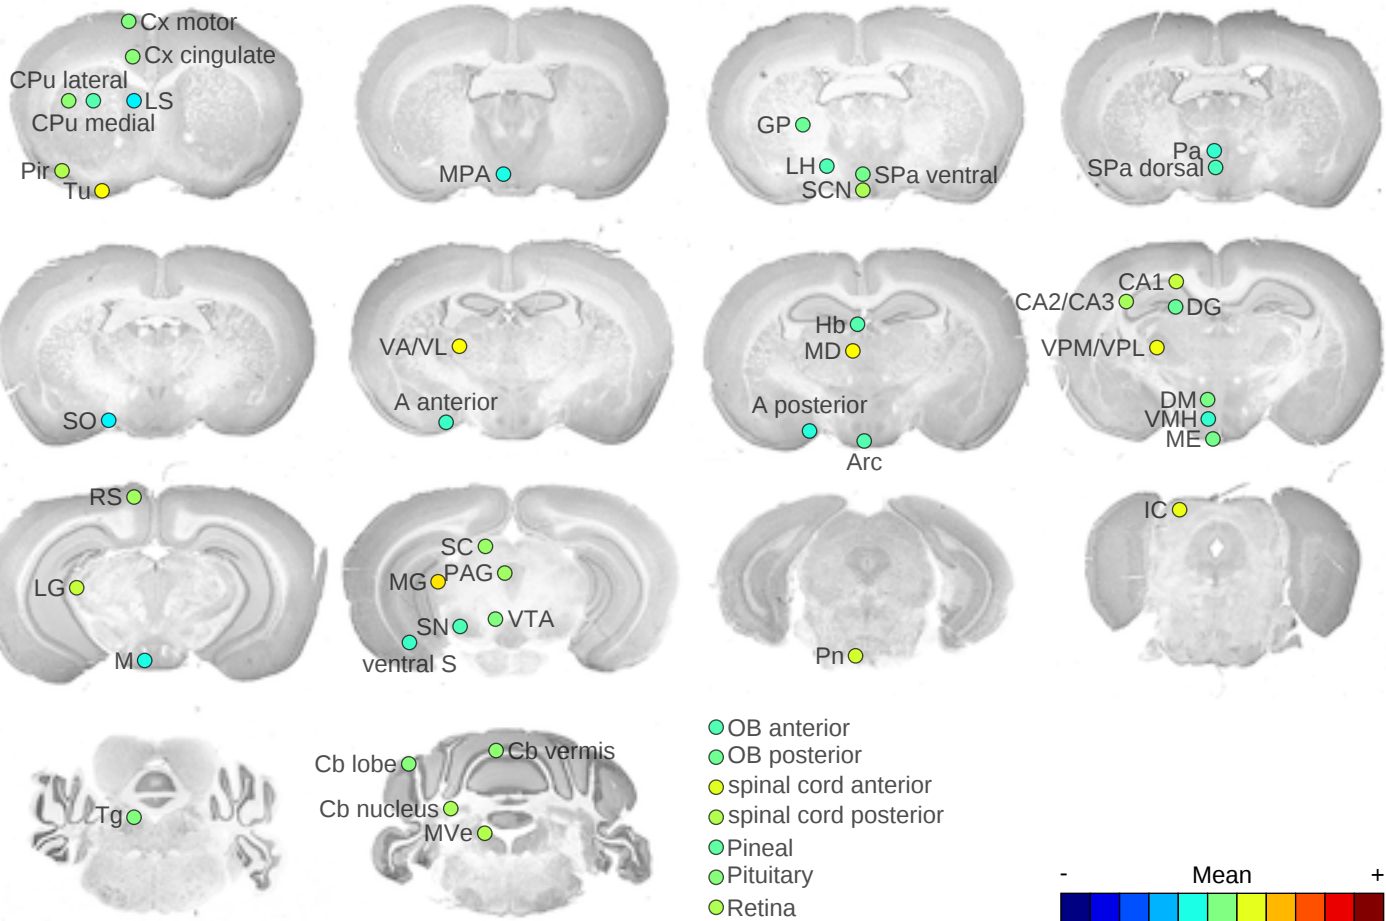 Cx motor
Cx cingulate
CPu lateral
LS
CPu medial
Pir
Tu
MPA
GP
LH
SPa ventral
SCN
Pa
SPa dorsal
SO
VA/VL
A anterior
Hb
MD
A posterior
Arc
CA1
CA2/CA3
DG
VPM/VPL
DM
VMH
ME
RS
LG
M
SC
PAG
MG
VTA
SN
ventral S
Pn
IC
Tg
Cb vermis
Cb lobe
Cb nucleus
MVe
OB anterior
OB posterior
spinal cord anterior
spinal cord posterior
Pineal
Pituitary
Retina
- Mean +